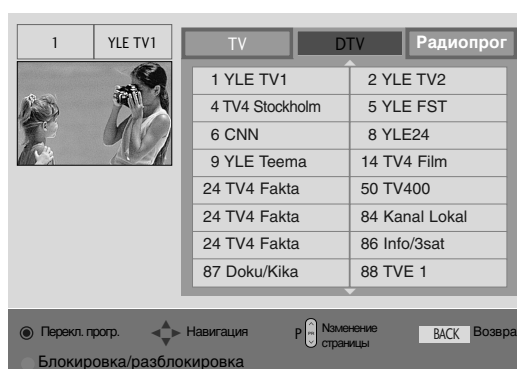 1 YLE TV1
TV DTV Радиопрог
1 YLE TV1 2 YLE TV2
4 TV4 Stockholm 5 YLE FST
6 CNN 8 YLE24
9 YLE Teema 14 TV4 Film
24 TV4 Fakta 50 TV400
24 TV4 Fakta 84 Kanal Lokal
24 TV4 Fakta 86 Info/3sat
87 Doku/Kika 88 TVE 1
Перекл. прогр. Навигация P Nзменение страницы BACK Возвра
Блокировка/разблокировка